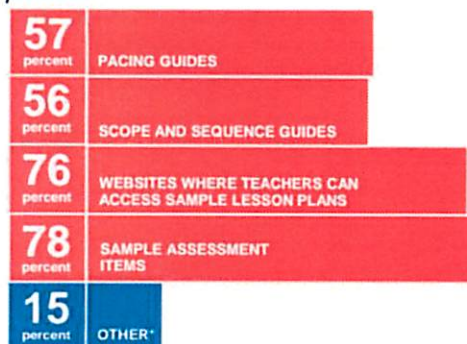 57
percent
PACING GUIDES
56
percent
SCOPE AND SEQUENCE GUIDES
76
percent
WEBSITES WHERE TEACHERS CAN
ACCESS SAMPLE LESSON PLANS
78
percent
SAMPLE ASSESSMENT
ITEMS
15
percent
OTHER*